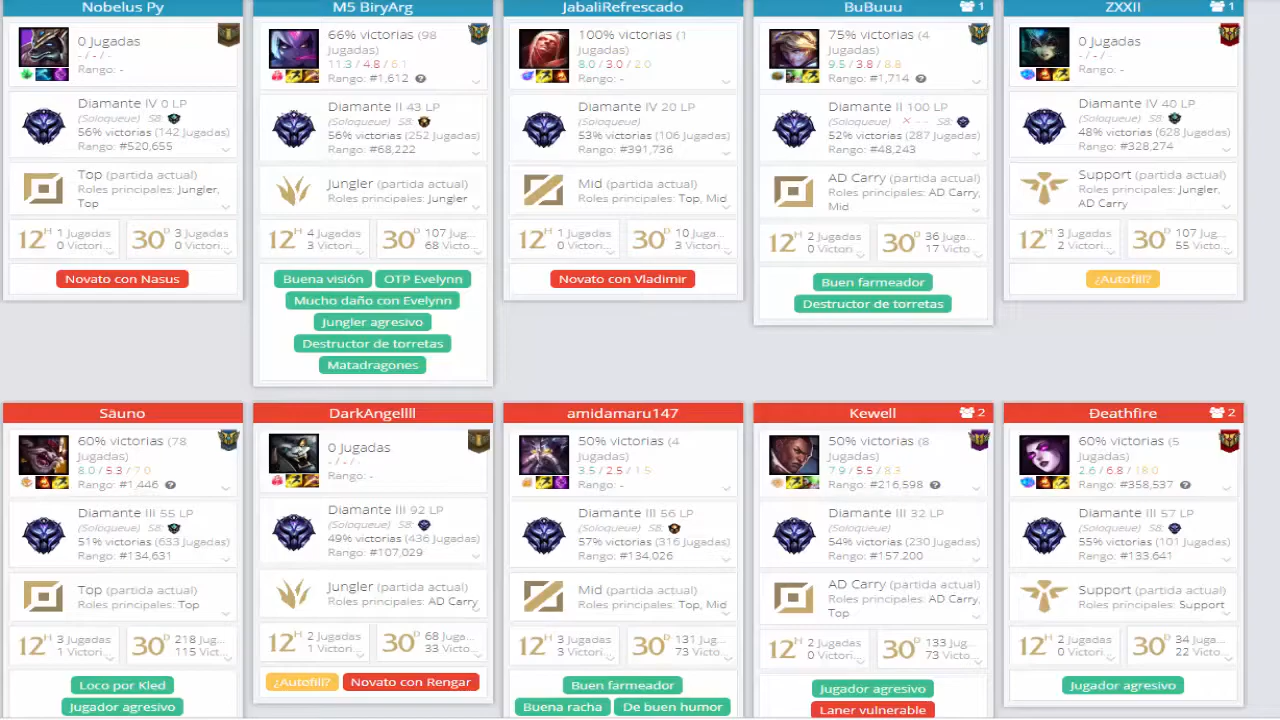 Nobelus Py
0 Jugadas
- / - / -
Rango: -
Diamante IV 0 LP
(Soloqueue) S8:
56% victorias (142 Jugadas)
Rango: #520,655
Top (partida actual)
Roles principales: Jungler,
Top
12H 1 Jugadas
0 Victori...
30D 3 Jugadas
0 Victori...
Novato con Nasus
M5 BiryArg
66% victorias (98
Jugadas)
11.3 / 4.8 / 6.1
Rango: #1,612
Diamante II 43 LP
(Soloqueue) S8:
56% victorias (252 Jugadas)
Rango: #68,222
Jungler (partida actual)
Roles principales: Jungler
12H 4 Jugadas
3 Victori...
30D 107 Jug...
68 Victo...
Buena visión OTP Evelynn
Mucho daño con Evelynn
Jungler agresivo
Destructor de torretas
Matadragones
JabaliRefrescado
100% victorias (1
Jugadas)
8.0 / 3.0 / 2.0
Rango: -
Diamante IV 20 LP
(Soloqueue)
53% victorias (106 Jugadas)
Rango: #391,736
Mid (partida actual)
Roles principales: Top, Mid
12H 1 Jugadas
0 Victori...
30D 10 Juga...
3 Victori...
Novato con Vladimir
BuBuuu 1
75% victorias (4
Jugadas)
9.5 / 3.8 / 8.8
Rango: #1,714
Diamante II 100 LP
(Soloqueue) × - - S8:
52% victorias (287 Jugadas)
Rango: #48,243
AD Carry (partida actual)
Roles principales: AD Carry,
Mid
12H 2 Jugadas
0 Victori...
30D 36 Juga...
17 Victo...
Buen farmeador
Destructor de torretas
ZXXII 1
0 Jugadas
- / - / -
Rango: -
Diamante IV 40 LP
(Soloqueue) S8:
48% victorias (628 Jugadas)
Rango: #328,274
Support (partida actual)
Roles principales: Jungler,
AD Carry
12H 3 Jugadas
2 Victori...
30D 107 Jug...
55 Victo...
¿Autofill?
Säuno
60% victorias (78
Jugadas)
8.0 / 5.3 / 7.0
Rango: #1,446
Diamante III 55 LP
(Soloqueue) S8:
51% victorias (633 Jugadas)
Rango: #134,631
Top (partida actual)
Roles principales: Top
12H 3 Jugadas
1 Victori...
30D 218 Jug...
115 Vict...
Loco por Kled
Jugador agresivo
DarkAngellll
0 Jugadas
- / - / -
Rango: -
Diamante III 92 LP
(Soloqueue) S8:
49% victorias (436 Jugadas)
Rango: #107,029
Jungler (partida actual)
Roles principales: AD Carry
12H 2 Jugadas
1 Victori...
30D 68 Juga...
33 Victo...
¿Autofill? Novato con Rengar
amidamaru147
50% victorias (4
Jugadas)
3.5 / 2.5 / 1.5
Rango: -
Diamante III 56 LP
(Soloqueue) S8:
57% victorias (316 Jugadas)
Rango: #134,026
Mid (partida actual)
Roles principales: Top, Mid
12H 3 Jugadas
3 Victori...
30D 131 Jug...
73 Victo...
Buen farmeador
Buena racha De buen humor
Kewell 2
50% victorias (8
Jugadas)
7.9 / 5.5 / 8.3
Rango: #216,598
Diamante III 32 LP
(Soloqueue)
54% victorias (230 Jugadas)
Rango: #157,200
AD Carry (partida actual)
Roles principales: AD Carry,
Top
12H 2 Jugadas
0 Victori...
30D 133 Jug...
73 Victo...
Jugador agresivo
Laner vulnerable
Ðeathfire 2
60% victorias (5
Jugadas)
2.6 / 6.8 / 18.0
Rango: #358,537
Diamante III 57 LP
(Soloqueue) S8:
55% victorias (101 Jugadas)
Rango: #133,641
Support (partida actual)
Roles principales: Support
12H 2 Jugadas
0 Victori...
30D 34 Juga...
22 Victo...
Jugador agresivo